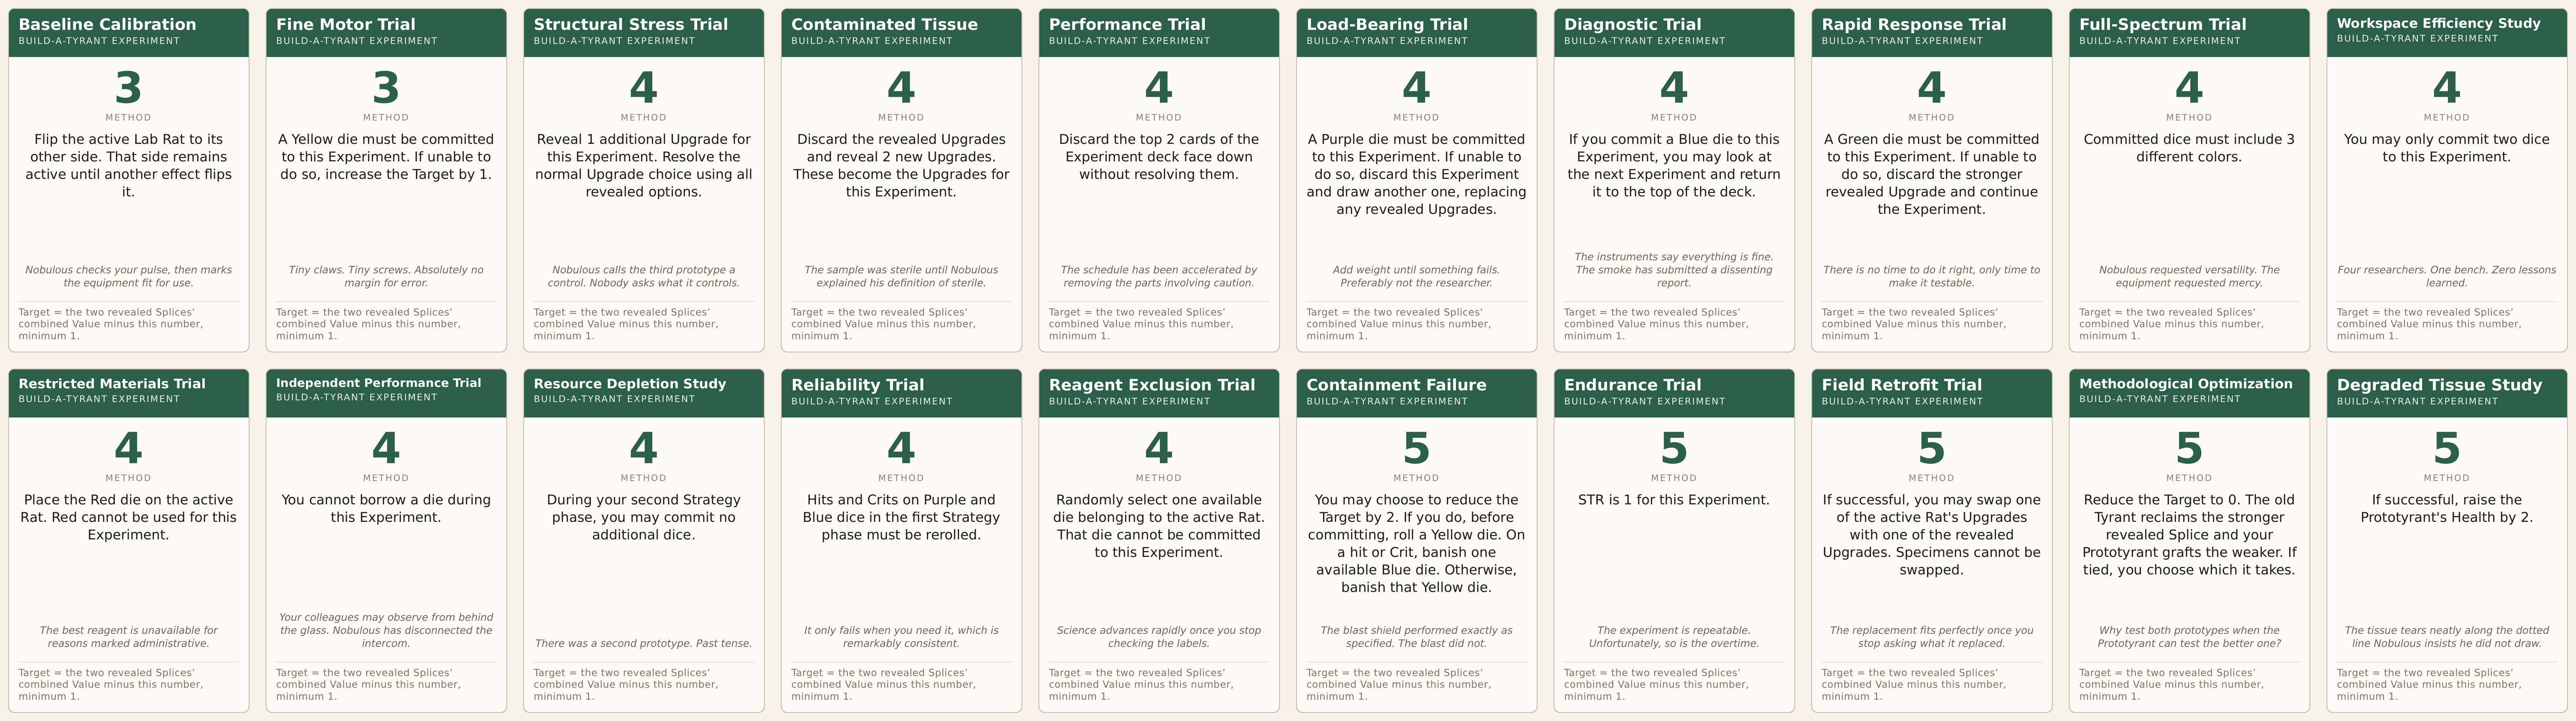 Baseline Calibration
BUILD-A-TYRANT EXPERIMENT
3
METHOD
Flip the active Lab Rat to its
other side. That side remains
active until another effect flips
it.
Nobulous checks your pulse, then marks
the equipment fit for use.
Target = the two revealed Splices’
combined Value minus this number,
minimum 1.
Fine Motor Trial
BUILD-A-TYRANT EXPERIMENT
3
METHOD
A Yellow die must be committed
to this Experiment. If unable to
do so, increase the Target by 1.
Tiny claws. Tiny screws. Absolutely no
margin for error.
Target = the two revealed Splices’
combined Value minus this number,
minimum 1.
Structural Stress Trial
BUILD-A-TYRANT EXPERIMENT
4
METHOD
Reveal 1 additional Upgrade for
this Experiment. Resolve the
normal Upgrade choice using all
revealed options.
Nobulous calls the third prototype a
control. Nobody asks what it controls.
Target = the two revealed Splices’
combined Value minus this number,
minimum 1.
Contaminated Tissue
BUILD-A-TYRANT EXPERIMENT
4
METHOD
Discard the revealed Upgrades
and reveal 2 new Upgrades.
These become the Upgrades for
this Experiment.
The sample was sterile until Nobulous
explained his definition of sterile.
Target = the two revealed Splices’
combined Value minus this number,
minimum 1.
Performance Trial
BUILD-A-TYRANT EXPERIMENT
4
METHOD
Discard the top 2 cards of the
Experiment deck face down
without resolving them.
The schedule has been accelerated by
removing the parts involving caution.
Target = the two revealed Splices’
combined Value minus this number,
minimum 1.
Load-Bearing Trial
BUILD-A-TYRANT EXPERIMENT
4
METHOD
A Purple die must be committed
to this Experiment. If unable to
do so, discard this Experiment
and draw another one, replacing
any revealed Upgrades.
Add weight until something fails.
Preferably not the researcher.
Target = the two revealed Splices’
combined Value minus this number,
minimum 1.
Diagnostic Trial
BUILD-A-TYRANT EXPERIMENT
4
METHOD
If you commit a Blue die to this
Experiment, you may look at
the next Experiment and return
it to the top of the deck.
The instruments say everything is fine.
The smoke has submitted a dissenting
report.
Target = the two revealed Splices’
combined Value minus this number,
minimum 1.
Rapid Response Trial
BUILD-A-TYRANT EXPERIMENT
4
METHOD
A Green die must be committed
to this Experiment. If unable to
do so, discard the stronger
revealed Upgrade and continue
the Experiment.
There is no time to do it right, only time to
make it testable.
Target = the two revealed Splices’
combined Value minus this number,
minimum 1.
Full-Spectrum Trial
BUILD-A-TYRANT EXPERIMENT
4
METHOD
Committed dice must include 3
different colors.
Nobulous requested versatility. The
equipment requested mercy.
Target = the two revealed Splices’
combined Value minus this number,
minimum 1.
Workspace Efficiency Study
BUILD-A-TYRANT EXPERIMENT
4
METHOD
You may only commit two dice
to this Experiment.
Four researchers. One bench. Zero lessons
learned.
Target = the two revealed Splices’
combined Value minus this number,
minimum 1.
Restricted Materials Trial
BUILD-A-TYRANT EXPERIMENT
4
METHOD
Place the Red die on the active
Rat. Red cannot be used for this
Experiment.
The best reagent is unavailable for
reasons marked administrative.
Target = the two revealed Splices’
combined Value minus this number,
minimum 1.
Independent Performance Trial
BUILD-A-TYRANT EXPERIMENT
4
METHOD
You cannot borrow a die during
this Experiment.
Your colleagues may observe from behind
the glass. Nobulous has disconnected the
intercom.
Target = the two revealed Splices’
combined Value minus this number,
minimum 1.
Resource Depletion Study
BUILD-A-TYRANT EXPERIMENT
4
METHOD
During your second Strategy
phase, you may commit no
additional dice.
There was a second prototype. Past tense.
Target = the two revealed Splices’
combined Value minus this number,
minimum 1.
Reliability Trial
BUILD-A-TYRANT EXPERIMENT
4
METHOD
Hits and Crits on Purple and
Blue dice in the first Strategy
phase must be rerolled.
It only fails when you need it, which is
remarkably consistent.
Target = the two revealed Splices’
combined Value minus this number,
minimum 1.
Reagent Exclusion Trial
BUILD-A-TYRANT EXPERIMENT
4
METHOD
Randomly select one available
die belonging to the active Rat.
That die cannot be committed
to this Experiment.
Science advances rapidly once you stop
checking the labels.
Target = the two revealed Splices’
combined Value minus this number,
minimum 1.
Containment Failure
BUILD-A-TYRANT EXPERIMENT
5
METHOD
You may choose to reduce the
Target by 2. If you do, before
committing, roll a Yellow die. On
a hit or Crit, banish one
available Blue die. Otherwise,
banish that Yellow die.
The blast shield performed exactly as
specified. The blast did not.
Target = the two revealed Splices’
combined Value minus this number,
minimum 1.
Endurance Trial
BUILD-A-TYRANT EXPERIMENT
5
METHOD
STR is 1 for this Experiment.
The experiment is repeatable.
Unfortunately, so is the overtime.
Target = the two revealed Splices’
combined Value minus this number,
minimum 1.
Field Retrofit Trial
BUILD-A-TYRANT EXPERIMENT
5
METHOD
If successful, you may swap one
of the active Rat's Upgrades
with one of the revealed
Upgrades. Specimens cannot be
swapped.
The replacement fits perfectly once you
stop asking what it replaced.
Target = the two revealed Splices’
combined Value minus this number,
minimum 1.
Methodological Optimization
BUILD-A-TYRANT EXPERIMENT
5
METHOD
Reduce the Target to 0. The old
Tyrant reclaims the stronger
revealed Splice and your
Prototyrant grafts the weaker. If
tied, you choose which it takes.
Why test both prototypes when the
Prototyrant can test the better one?
Target = the two revealed Splices’
combined Value minus this number,
minimum 1.
Degraded Tissue Study
BUILD-A-TYRANT EXPERIMENT
5
METHOD
If successful, raise the
Prototyrant's Health by 2.
The tissue tears neatly along the dotted
line Nobulous insists he did not draw.
Target = the two revealed Splices’
combined Value minus this number,
minimum 1.